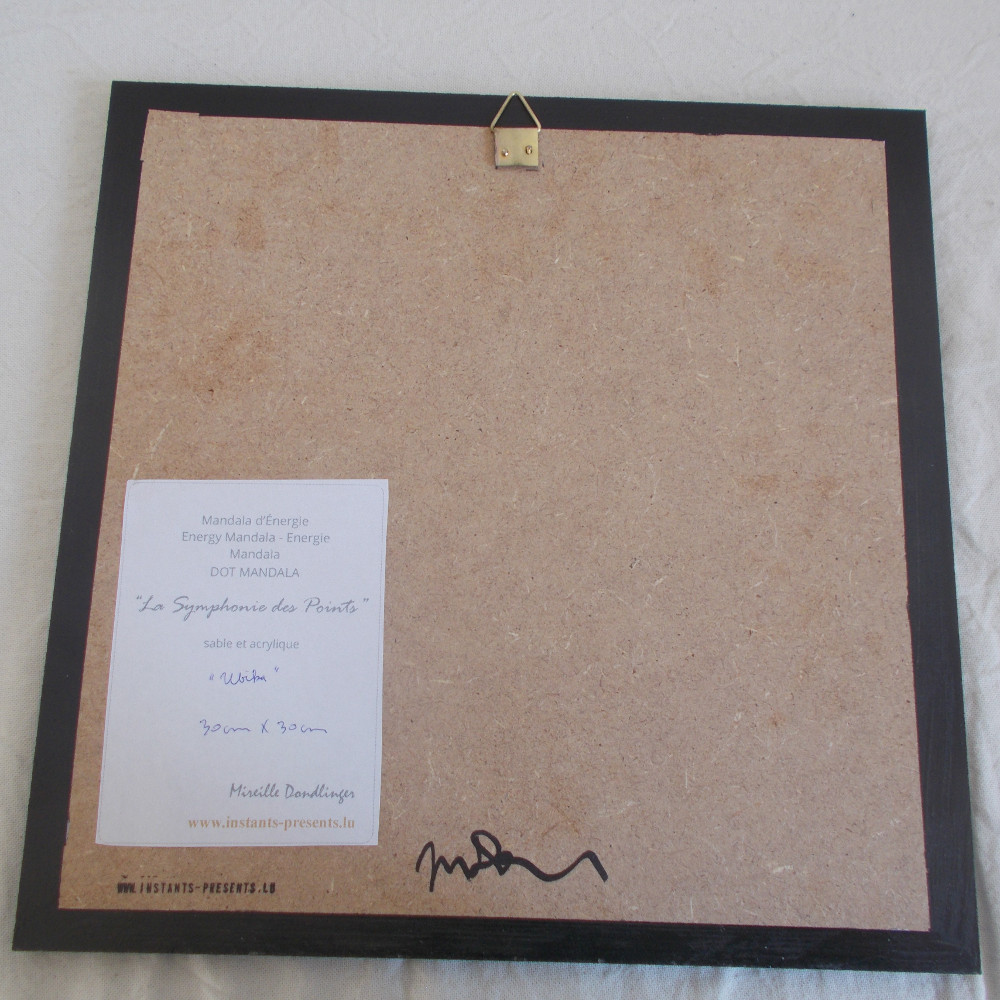 Mandala d'Énergie
Energy Mandala - Energie
Mandala
DOT MANDALA
"La Symphonie des Points"
sable et acrylique
30cm X 30cm
Mireille Dondlinger
www.instants-presents.lu
WWW.INSTANTS-PRESENTS.LU